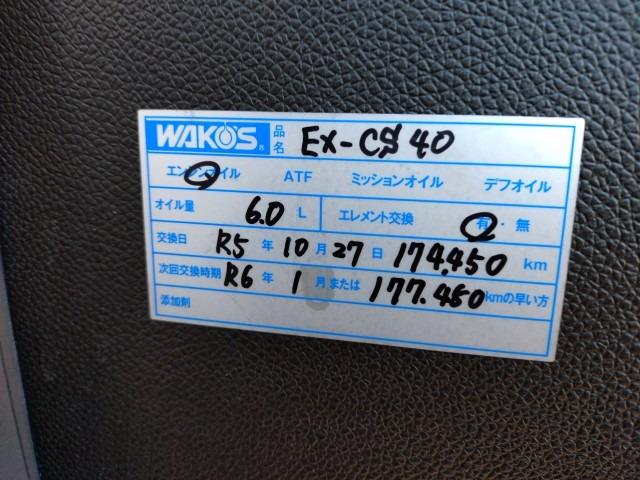 WAKO'S 品名 EX-CS 40
エンジンオイル ATF ミッションオイル デフオイル
オイル量 6.0 L エレメント交換 有・無
交換日 R5 年 10 月 27 日 174,450 km
次回交換時期 R6 年 1 月または 177.450 kmの早い方
添加剤